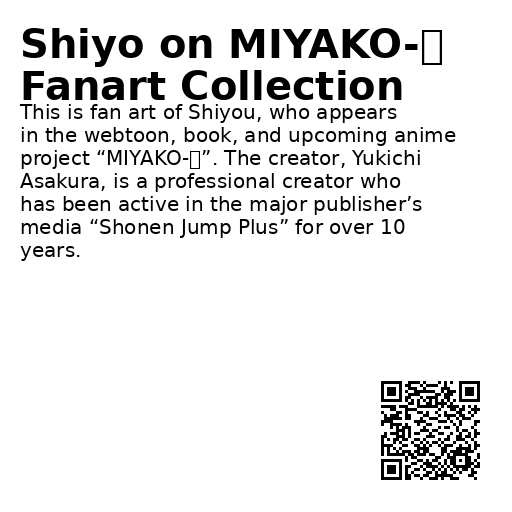 Shiyo on MIYAKO-▯
Fanart Collection
This is fan art of Shiyou, who appears
in the webtoon, book, and upcoming anime
project “MIYAKO-▯”. The creator, Yukichi
Asakura, is a professional creator who
has been active in the major publisher’s
media “Shonen Jump Plus” for over 10
years.